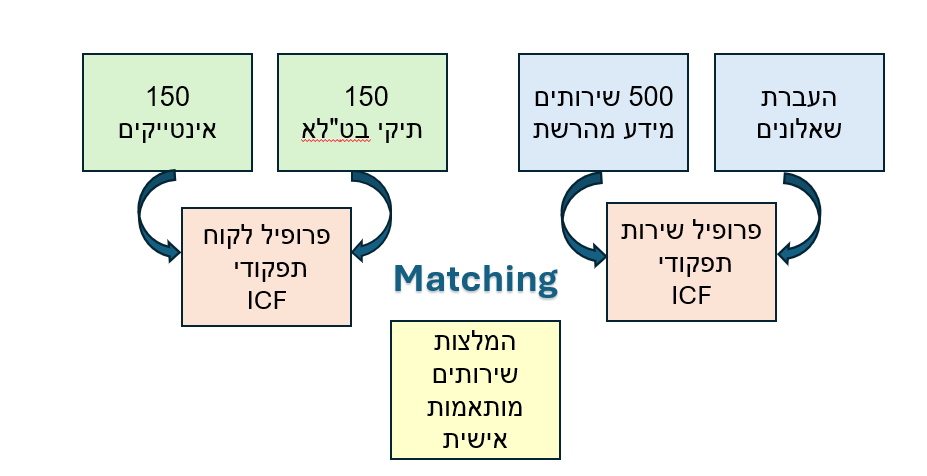 העברת
שאלונים
500 שירותים
מידע מהרשת
150
תיקי בט"לא
150
אינטייקים
פרופיל שירות
תפקודי
ICF
פרופיל לקוח
תפקודי
ICF
Matching
המלצות
שירותים
מותאמות
אישית